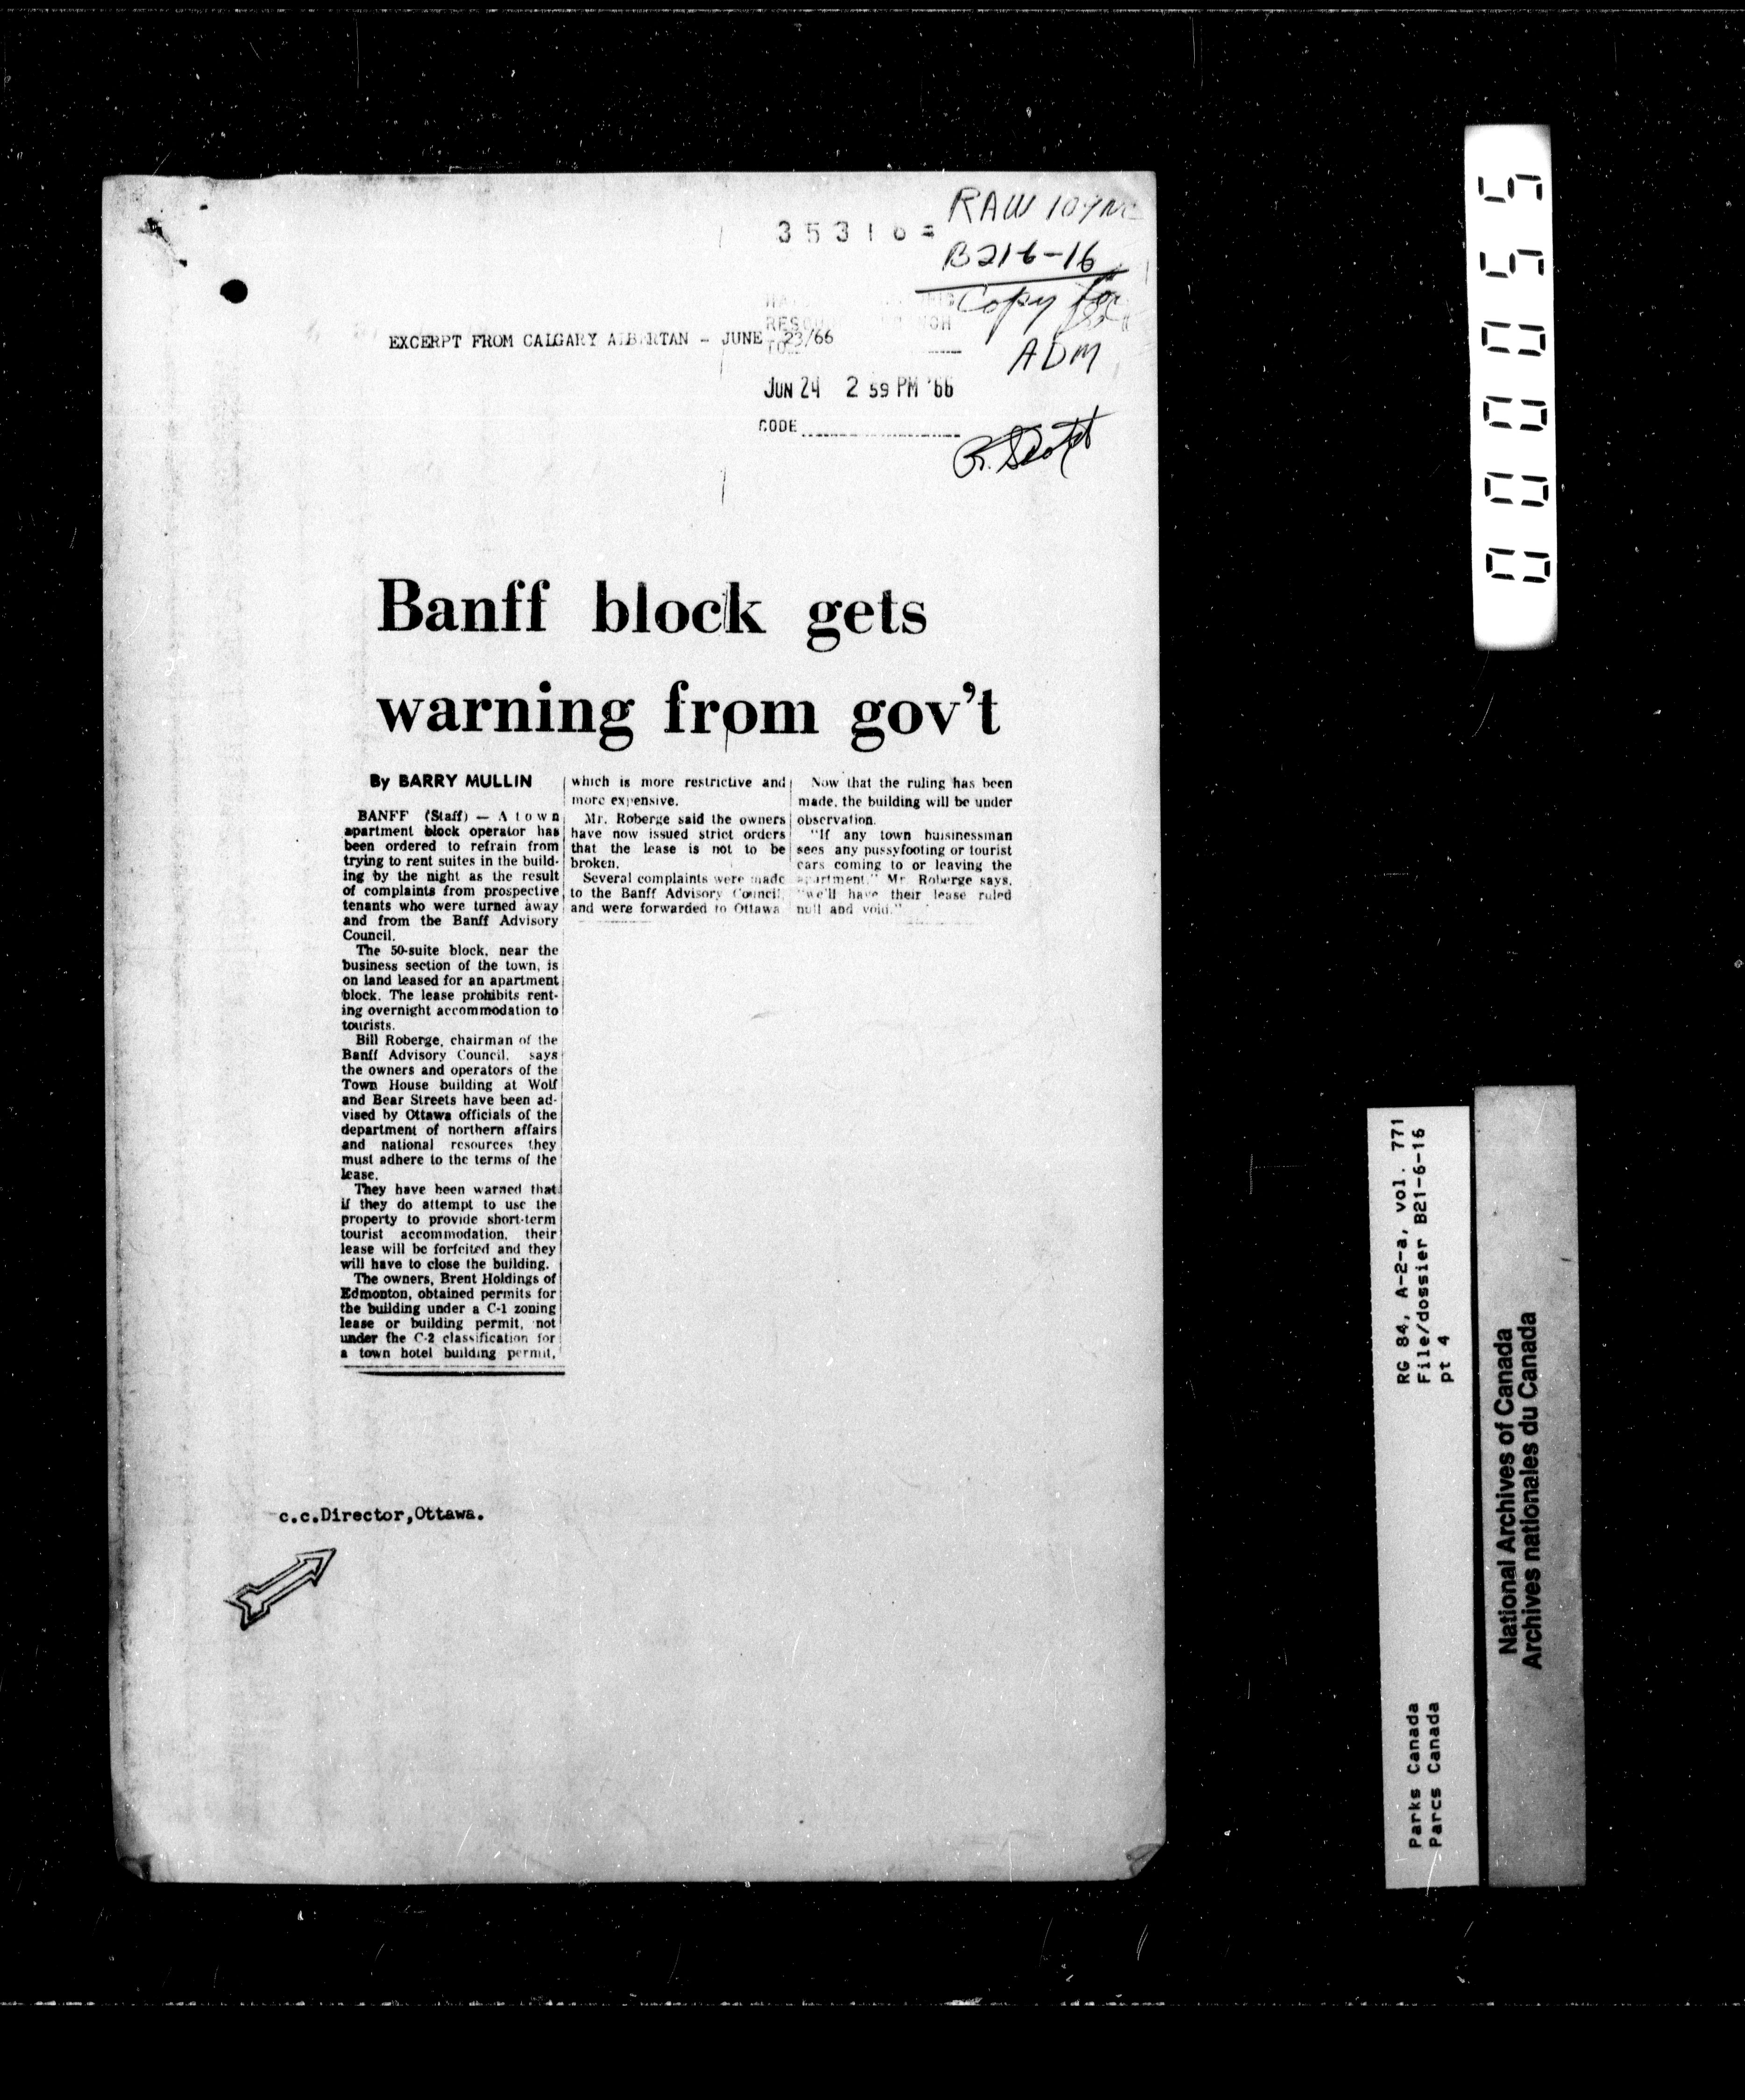 35316
RAW
B216-16
Copy for
ADM
EXCERPT FROM CALGARY ALBERTAN - JUNE 23/66
JUN 24 2 59 PM '66
CODE
R. Scott
Banff block gets
warning from gov't
By BARRY MULLIN
BANFF (Staff) — A town
apartment block operator has
been ordered to refrain from
trying to rent suites in the build-
ing by the night as the result
of complaints from prospective
tenants who were turned away
and from the Banff Advisory
Council.
The 50-suite block, near the
business section of the town, is
on land leased for an apartment
block. The lease prohibits rent-
ing overnight accommodation to
tourists.
Bill Roberge, chairman of the
Banff Advisory Council, says
the owners and operators of the
Town House building at Wolf
and Bear Streets have been ad-
vised by Ottawa officials of the
department of northern affairs
and national resources they
must adhere to the terms of the
lease.
They have been warned that
if they do attempt to use the
property to provide short-term
tourist accommodation, their
lease will be forfeited and they
will have to close the building.
The owners, Brent Holdings of
Edmonton, obtained permits for
the building under a C-1 zoning
lease or building permit, not
under the C-2 classification for
a town hotel building permit,
which is more restrictive and
more expensive.
Mr. Roberge said the owners
have now issued strict orders
that the lease is not to be
broken.
Several complaints were made
to the Banff Advisory Council
and were forwarded to Ottawa
Now that the ruling has been
made, the building will be under
observation.
"If any town buisinessman
sees any pussyfooting or tourist
cars coming to or leaving the
apartment," Mr. Roberge says,
"we'll have their lease ruled
null and void."
c.c.Director,Ottawa.
000055
RG 84, A-2-a, vol. 771
File/dossier B21-6-16
pt 4
Parks Canada
Parcs Canada
National Archives of Canada
Archives nationales du Canada